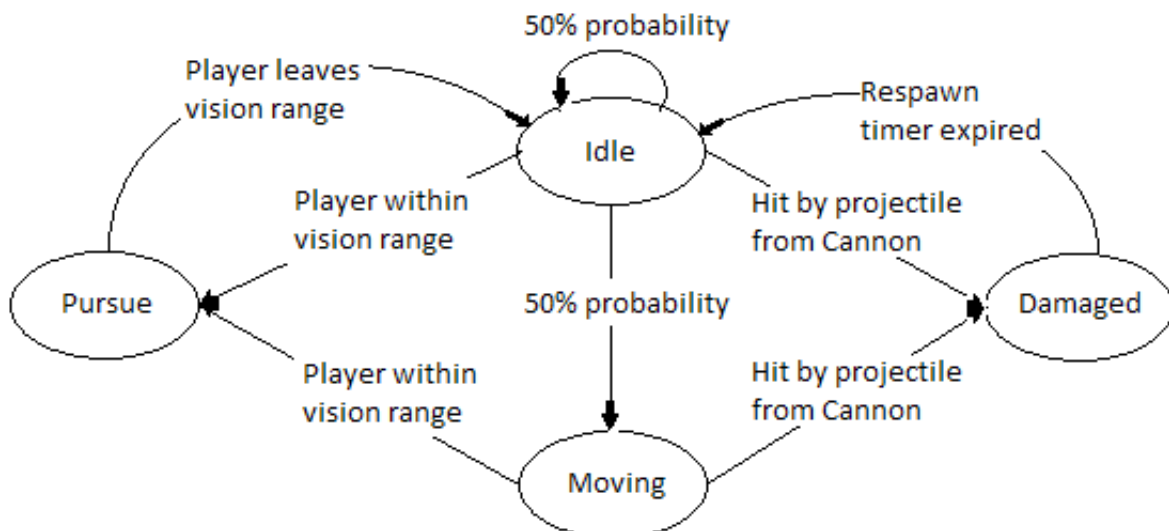 50% probability
Player leaves
vision range
Respawn
timer expired
Idle
Player within
vision range
Hit by projectile
from Cannon
Pursue
50% probability
Damaged
Player within
vision range
Hit by projectile
from Cannon
Moving